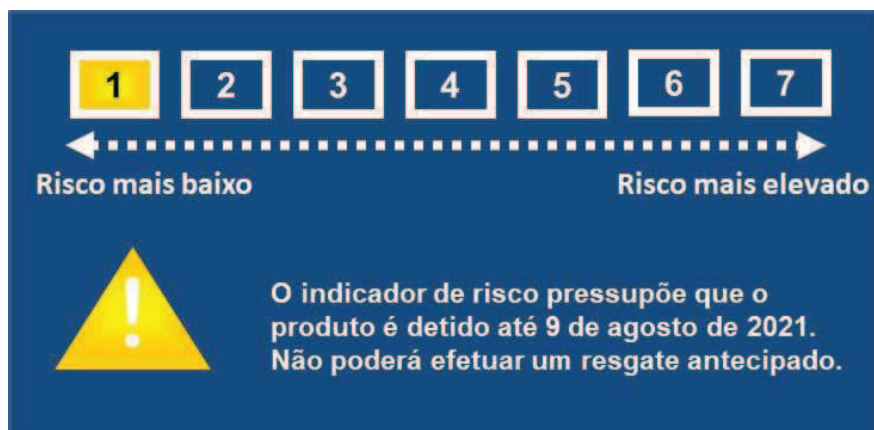 1 2 3 4 5 6 7
Risco mais baixo Risco mais elevado
!
O indicador de risco pressupõe que o
produto é detido até 9 de agosto de 2021.
Não poderá efetuar um resgate antecipado.